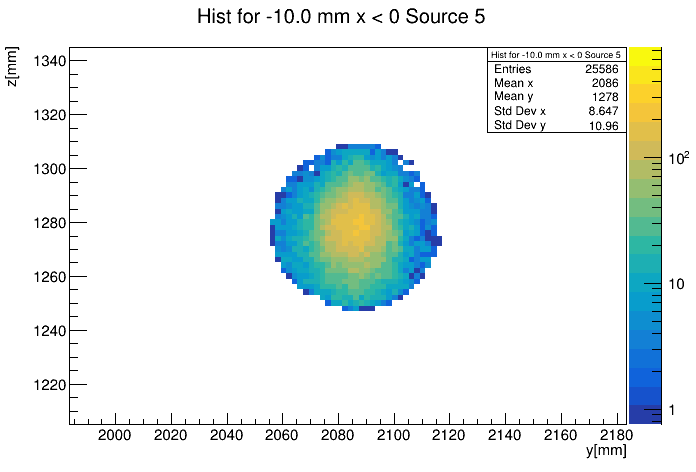 Hist for -10.0 mm x < 0 Source 5
z[mm]
Hist for -10.0 mm x < 0 Source 5
Entries 25586
Mean x 2086
Mean y 1278
Std Dev x 8.647
Std Dev y 10.96
1340
1320
1300
1280
1260
1240
1220
10²
10
1
2000 2020 2040 2060 2080 2100 2120 2140 2160 2180
y[mm]